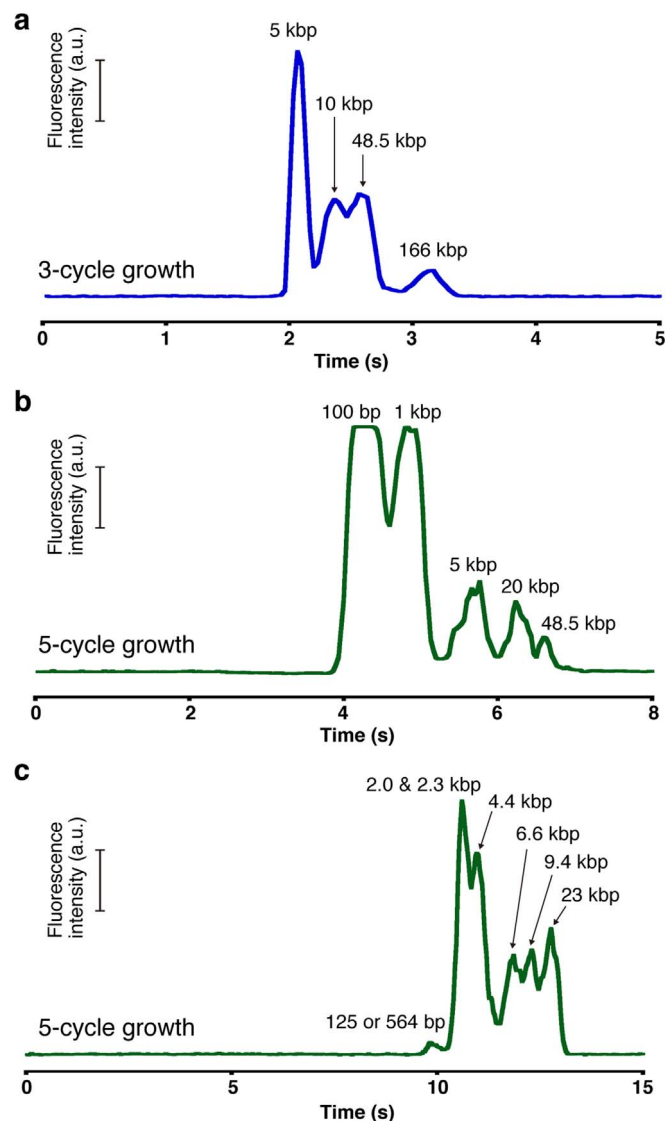 a
Fluorescence
intensity (a.u.)
5 kbp
10 kbp
48.5 kbp
166 kbp
3-cycle growth
0 1 2 3 4 5
Time (s)
b
Fluorescence
intensity (a.u.)
100 bp 1 kbp
5 kbp
20 kbp
48.5 kbp
5-cycle growth
0 2 4 6 8
Time (s)
c
Fluorescence
intensity (a.u.)
2.0 & 2.3 kbp
4.4 kbp
6.6 kbp
9.4 kbp
23 kbp
125 or 564 bp
5-cycle growth
0 5 10 15
Time (s)